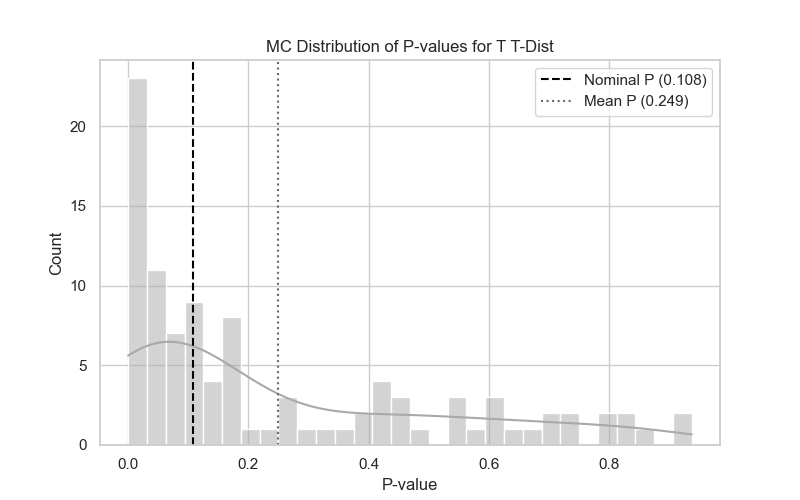 MC Distribution of P-values for T T-Dist
Nominal P (0.108)
Mean P (0.249)
Count
20
15
10
5
0
0.0 0.2 0.4 0.6 0.8
P-value